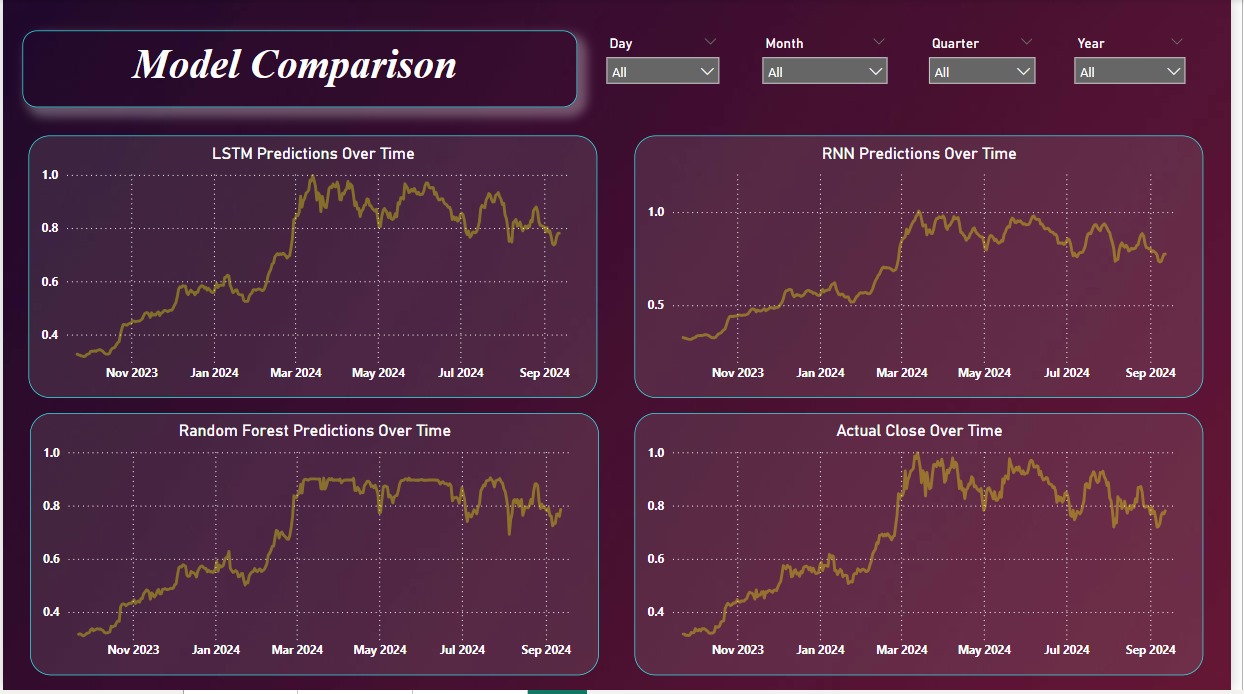 Model Comparison
Day Month Quarter Year
All All All All
LSTM Predictions Over Time
1.0
0.8
0.6
0.4
Nov 2023 Jan 2024 Mar 2024 May 2024 Jul 2024 Sep 2024
RNN Predictions Over Time
1.0
0.5
Nov 2023 Jan 2024 Mar 2024 May 2024 Jul 2024 Sep 2024
Random Forest Predictions Over Time
1.0
0.8
0.6
0.4
Nov 2023 Jan 2024 Mar 2024 May 2024 Jul 2024 Sep 2024
Actual Close Over Time
1.0
0.8
0.6
0.4
Nov 2023 Jan 2024 Mar 2024 May 2024 Jul 2024 Sep 2024